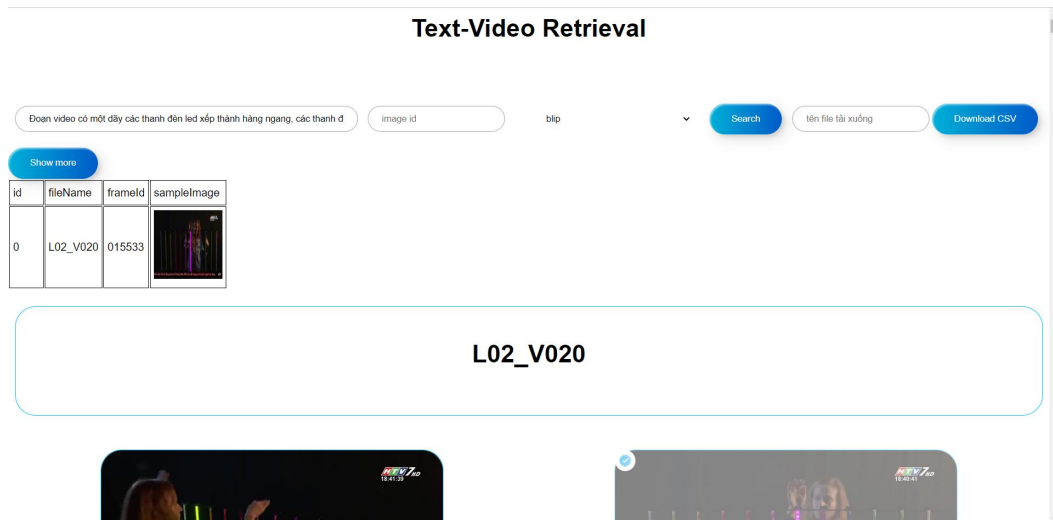 Text-Video Retrieval
Đoạn video có một dãy các thanh đèn led xếp thành hàng ngang, các thanh đ
image id
blip
Search
tên file tải xuống
Download CSV
Show more
id fileName frameId sampleImage
0 L02_V020 015533
L02_V020
HTV7 HD
18:41:39
HTV7 HD
18:40:41